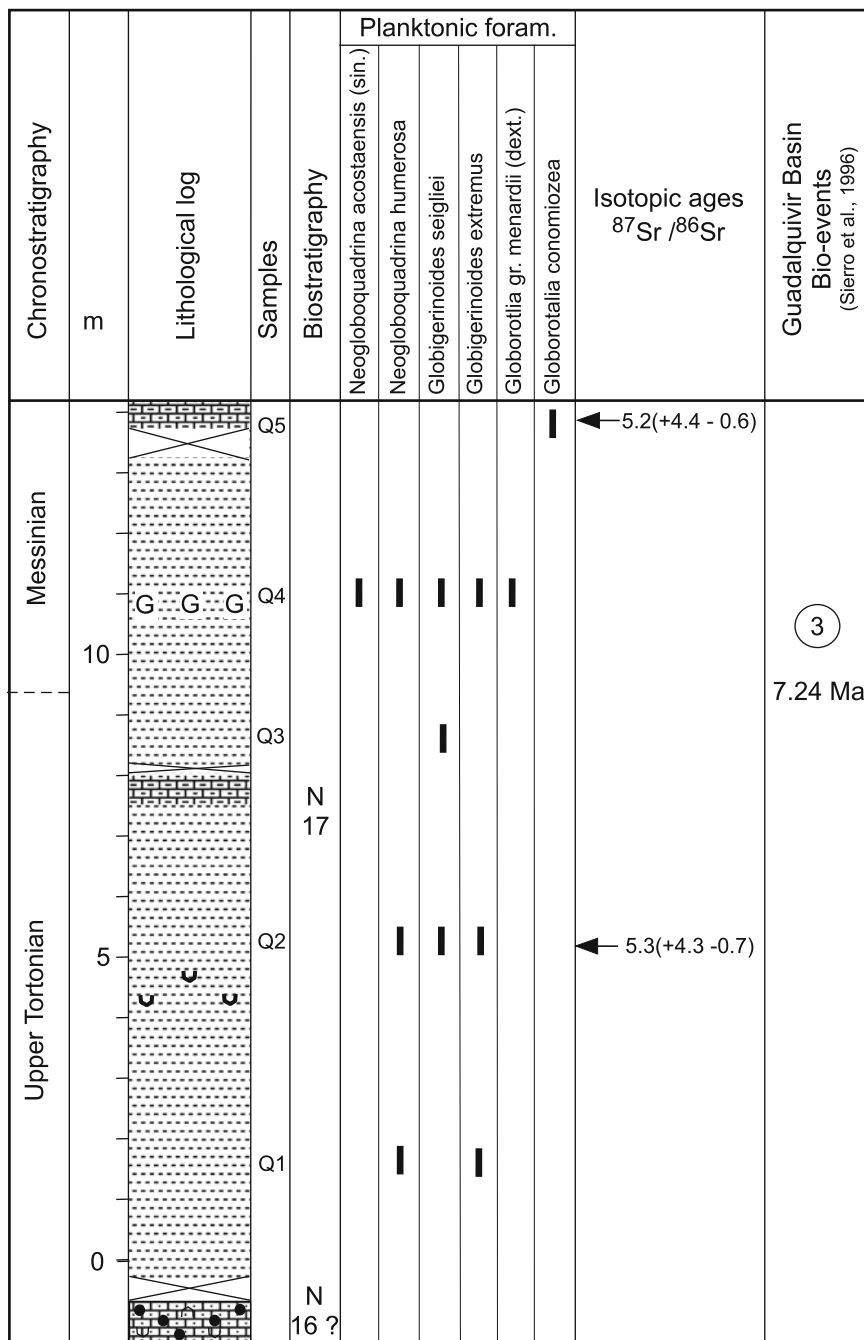 Planktonic foram.
Chronostratigraphy
m
Lithological log
Samples
Biostratigraphy
Neogloboquadrina acostaensis (sin.)
Neogloboquadrina humerosa
Globigerinoides seigliei
Globigerinoides extremus
Globorotlia gr. menardii (dext.)
Globorotalia conomiozea
Isotopic ages
87Sr /86Sr
Guadalquivir Basin
Bio-events
(Sierro et al., 1996)
Messinian
Q5
5.2(+4.4 - 0.6)
G G G
Q4
10
3
7.24 Ma
Q3
N
17
Upper Tortonian
Q2
5
5.3(+4.3 -0.7)
Q1
0
N
16 ?